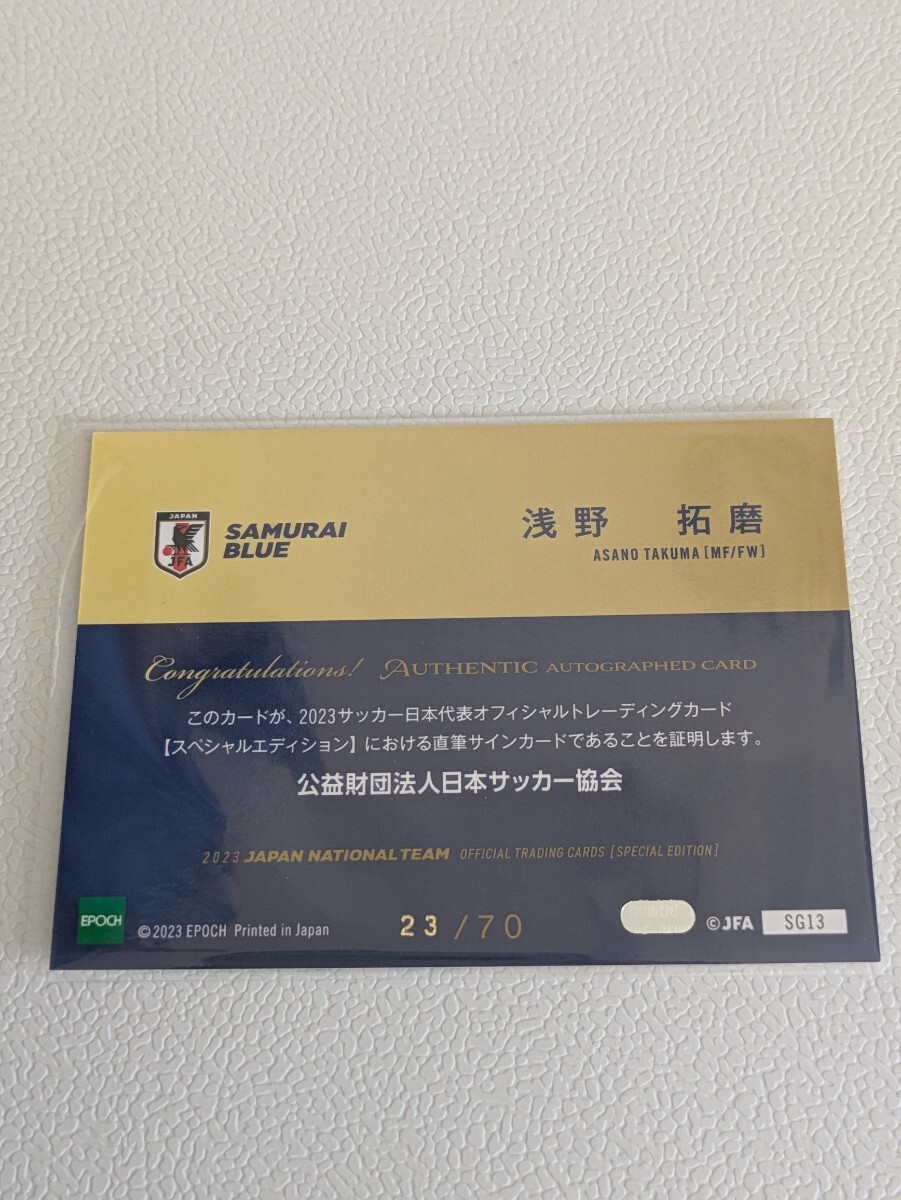 JAPAN
JFA
SAMURAI
BLUE
浅野 拓磨
ASANO TAKUMA [MF/FW]
Congratulations! AUTHENTIC AUTOGRAPHED CARD
このカードが、2023サッカー日本代表オフィシャルトレーディングカード
【スペシャルエディション】における直筆サインカードであることを証明します。
公益財団法人日本サッカー協会
2023 JAPAN NATIONAL TEAM OFFICIAL TRADING CARDS [SPECIAL EDITION]
EPOCH ©2023 EPOCH Printed in Japan 23/70 ©JFA SG13